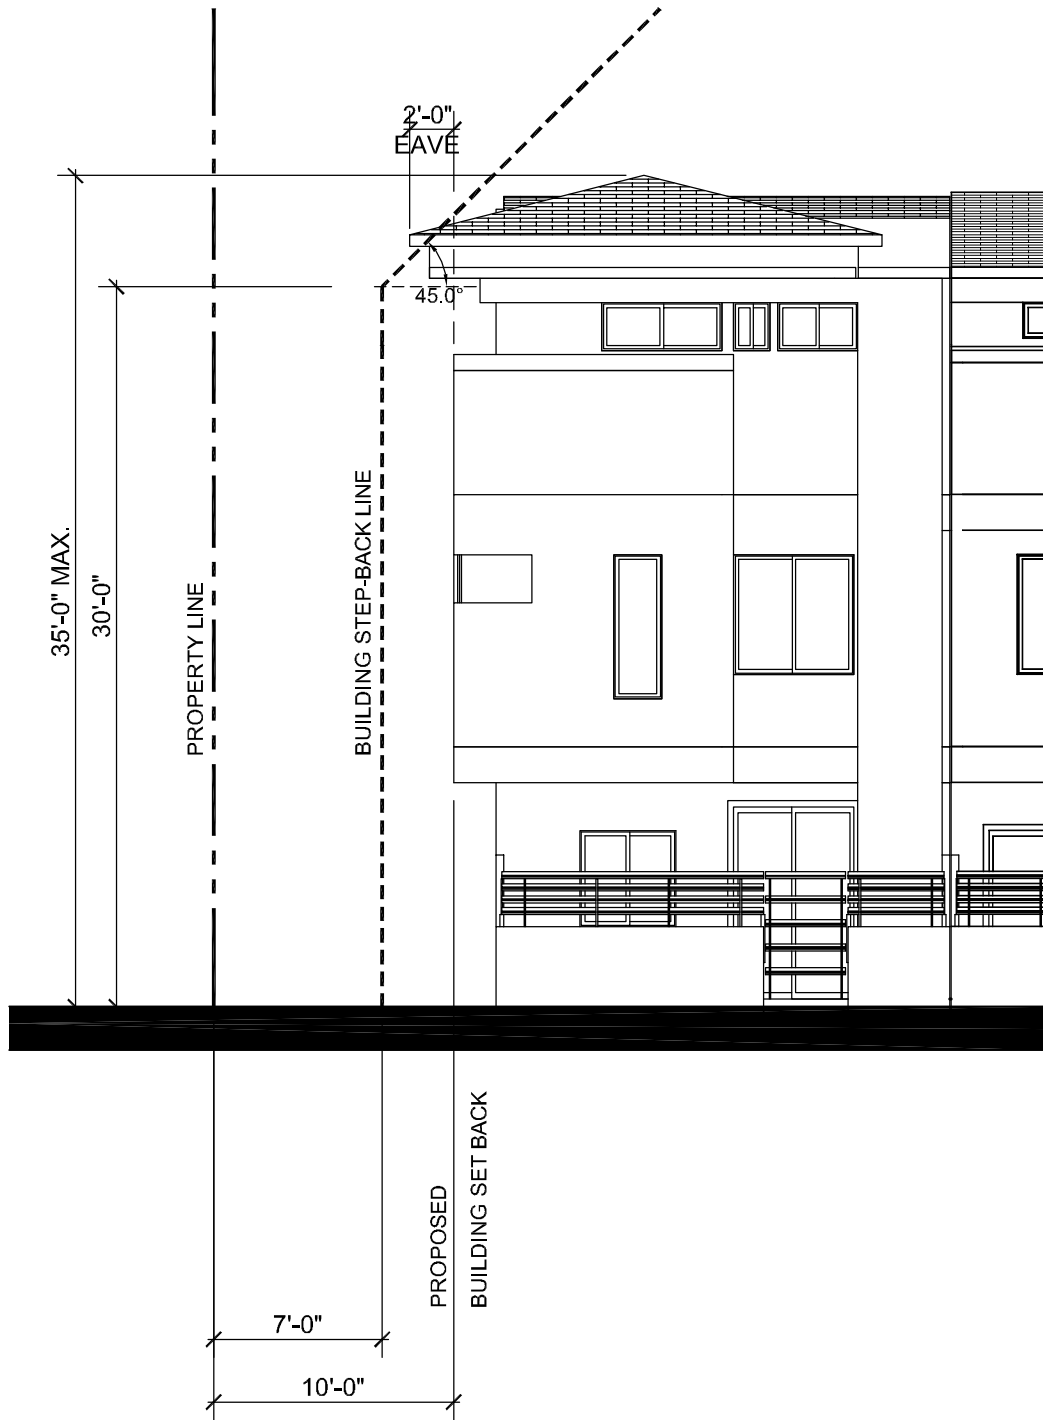 2'-0"
EAVE
45.0°
35'-0" MAX.
30'-0"
PROPERTY LINE
BUILDING STEP-BACK LINE
PROPOSED
BUILDING SET BACK
7'-0"
10'-0"